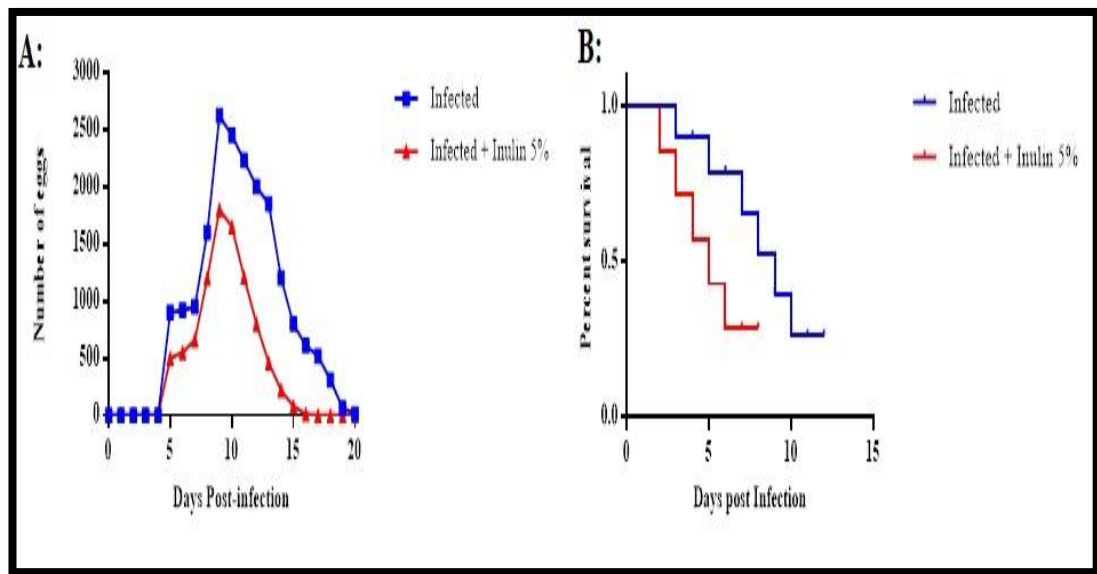 A:
3000
2500
2000
1500
1000
500
0
Number of eggs
0 5 10 15 20
Days Post-infection
Infected
Infected + Inulin 5%
B:
1.0
0.5
0.0
Percent survival
0 5 10 15
Days post Infection
Infected
Infected + Inulin 5%